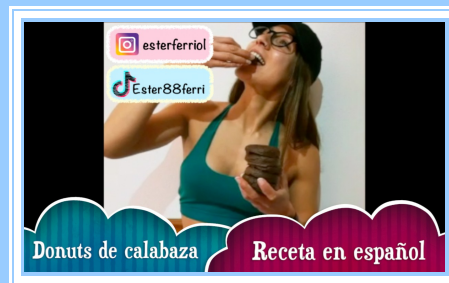 esterferriol
Ester88ferri
Donuts de calabaza
Receta en español